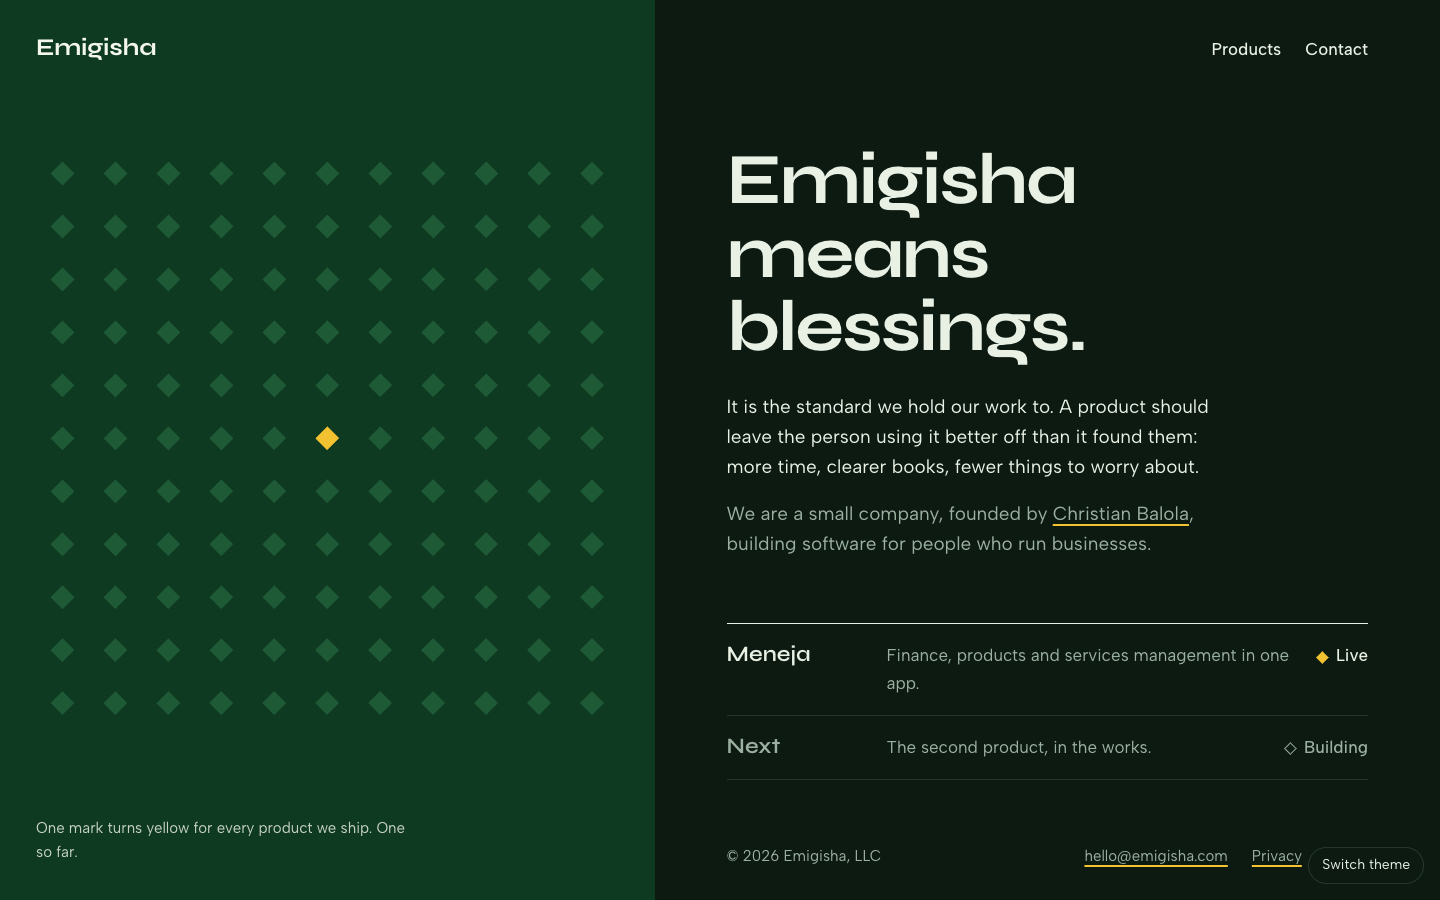 Emigisha
Products Contact
Emigisha
means
blessings.
It is the standard we hold our work to. A product should
leave the person using it better off than it found them:
more time, clearer books, fewer things to worry about.
We are a small company, founded by Christian Balola,
building software for people who run businesses.
Meneja
Finance, products and services management in one
app.
Live
Next
The second product, in the works.
Building
One mark turns yellow for every product we ship. One
so far.
© 2026 Emigisha, LLC
hello@emigisha.com
Privacy
Switch theme